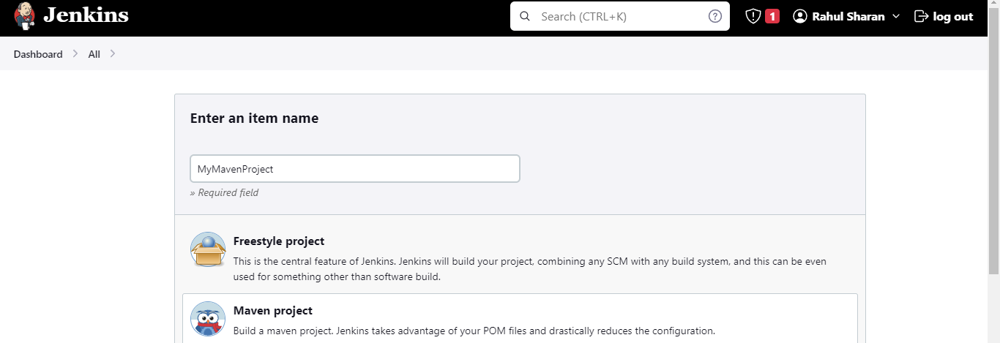 Jenkins
Search (CTRL+K)
?
1
Rahul Sharan
log out
Dashboard
All
Enter an item name
MyMavenProject
» Required field
Freestyle project
This is the central feature of Jenkins. Jenkins will build your project, combining any SCM with any build system, and this can be even
used for something other than software build.
Maven project
Build a maven project. Jenkins takes advantage of your POM files and drastically reduces the configuration.